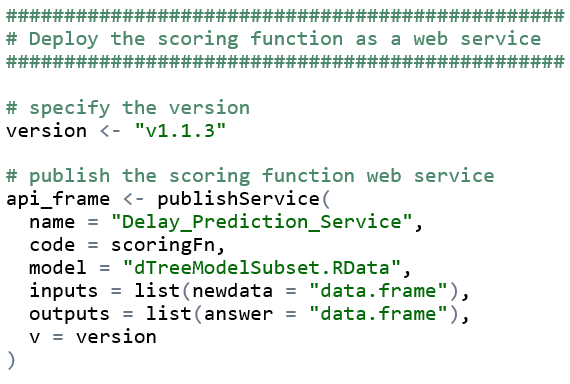 ################################################
# Deploy the scoring function as a web service
################################################
# specify the version
version <- "v1.1.3"
# publish the scoring function web service
api_frame <- publishService(
  name = "Delay_Prediction_Service",
  code = scoringFn,
  model = "dTreeModelSubset.RData",
  inputs = list(newdata = "data.frame"),
  outputs = list(answer = "data.frame"),
  v = version
)